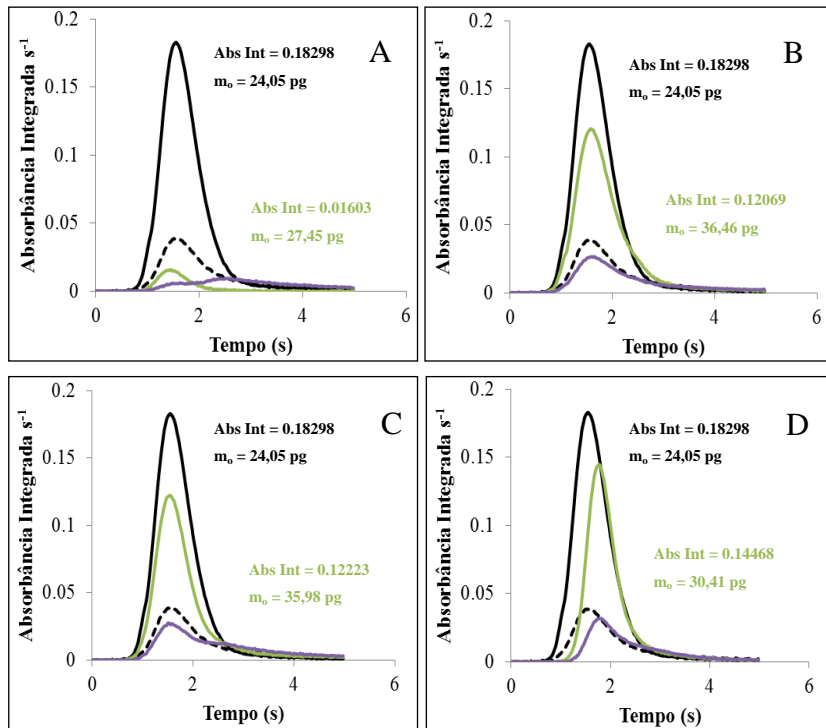 0.2
0.15
0.1
0.05
0
0
2
4
6
Absorbância Integrada s-1
Tempo (s)
Abs Int = 0.18298
mo = 24,05 pg
A
Abs Int = 0.01603
mo = 27,45 pg
0.2
0.15
0.1
0.05
0
0
2
4
6
Absorbância Integrada s-1
Tempo (s)
Abs Int = 0.18298
mo = 24,05 pg
B
Abs Int = 0.12069
mo = 36,46 pg
0.2
0.15
0.1
0.05
0
0
2
4
6
Absorbância Integrada s-1
Tempo (s)
Abs Int = 0.18298
mo = 24,05 pg
C
Abs Int = 0.12223
mo = 35,98 pg
0.2
0.15
0.1
0.05
0
0
2
4
6
Absorbância Integrada s-1
Tempo (s)
Abs Int = 0.18298
mo = 24,05 pg
D
Abs Int = 0.14468
mo = 30,41 pg